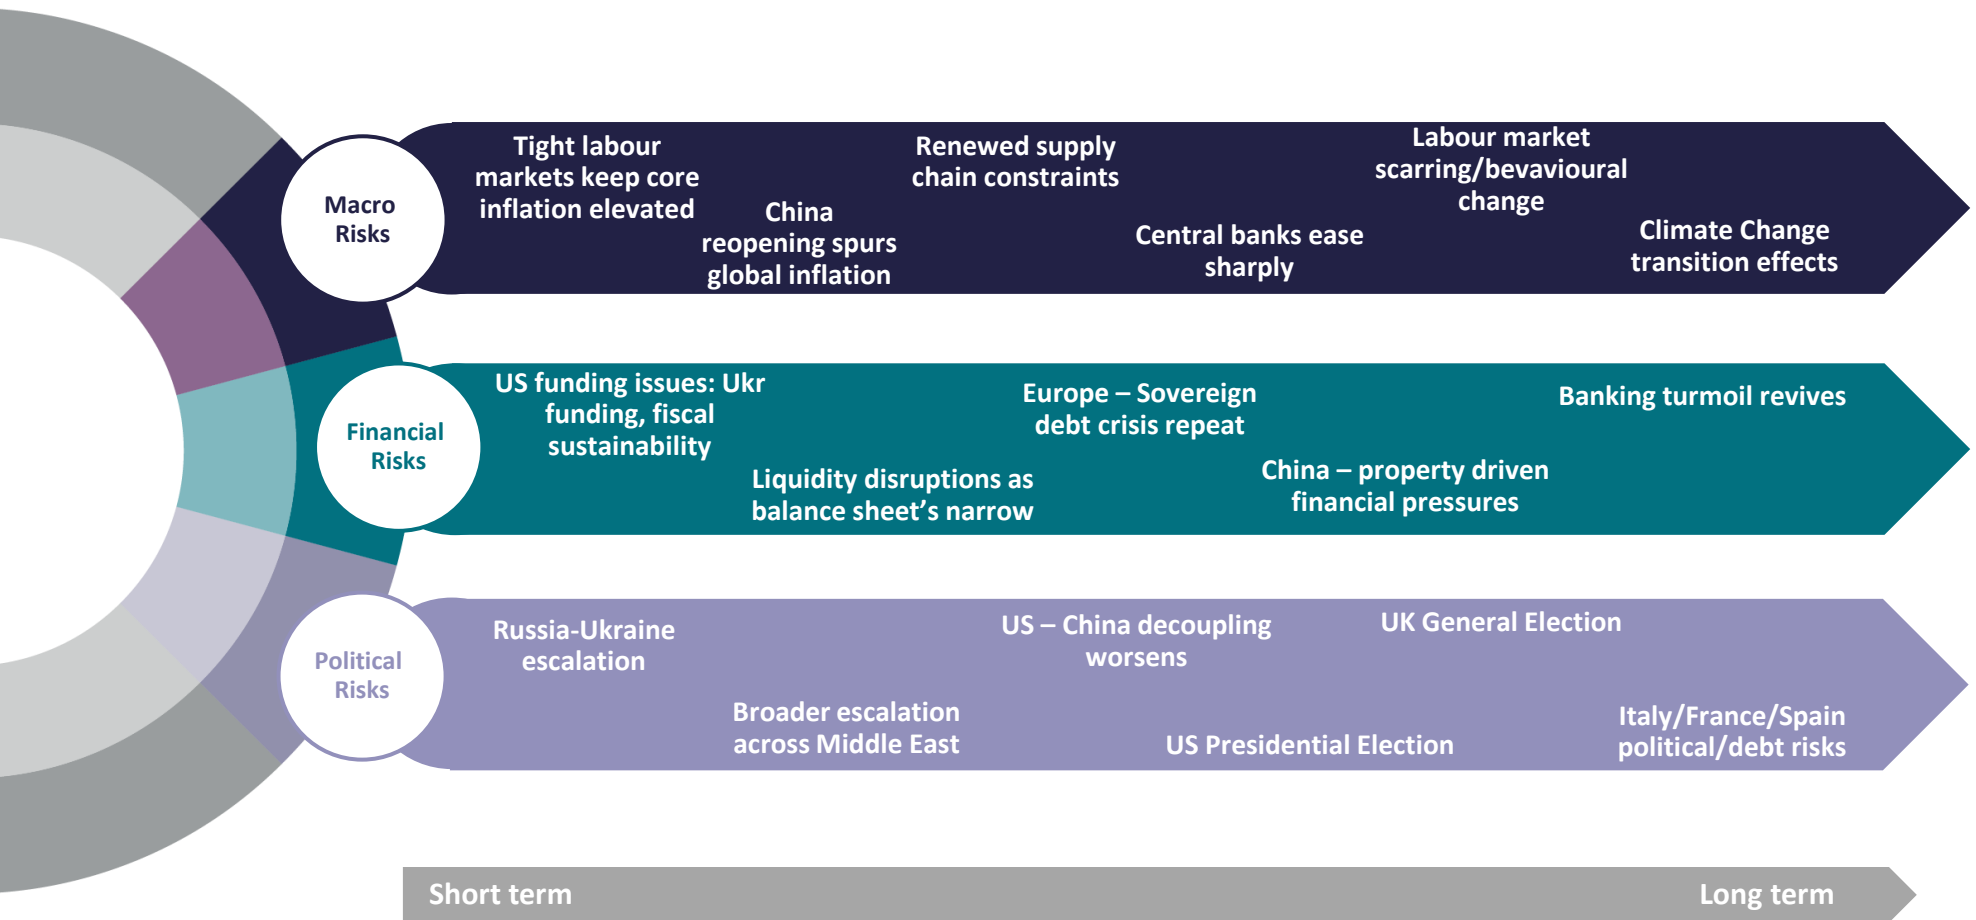 Macro
Risks
Tight labour
markets keep core
inflation elevated
China
reopening spurs
global inflation
Renewed supply
chain constraints
Central banks ease
sharply
Labour market
scarring/bevavioural
change
Climate Change
transition effects
Financial
Risks
US funding issues: Ukr
funding, fiscal
sustainability
Liquidity disruptions as
balance sheet’s narrow
Europe – Sovereign
debt crisis repeat
China – property driven
financial pressures
Banking turmoil revives
Political
Risks
Russia-Ukraine
escalation
Broader escalation
across Middle East
US – China decoupling
worsens
US Presidential Election
UK General Election
Italy/France/Spain
political/debt risks
Short term
Long term